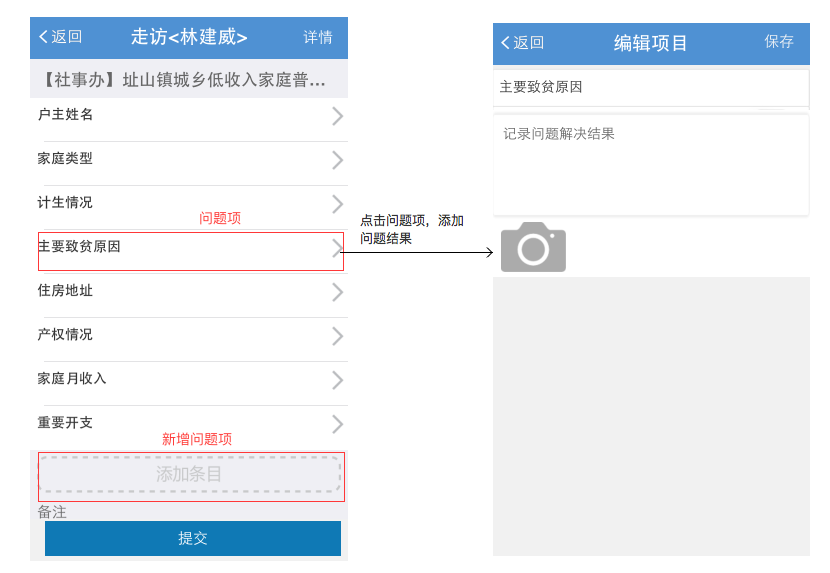 返回
走访<林建威>
详情
【社事办】址山镇城乡低收入家庭普...
户主姓名
家庭类型
计生情况
问题项
主要致贫原因
住房地址
产权情况
家庭月收入
重要开支
新增问题项
添加条目
备注
提交
点击问题项，添加
问题结果
返回
编辑项目
保存
主要致贫原因
记录问题解决结果